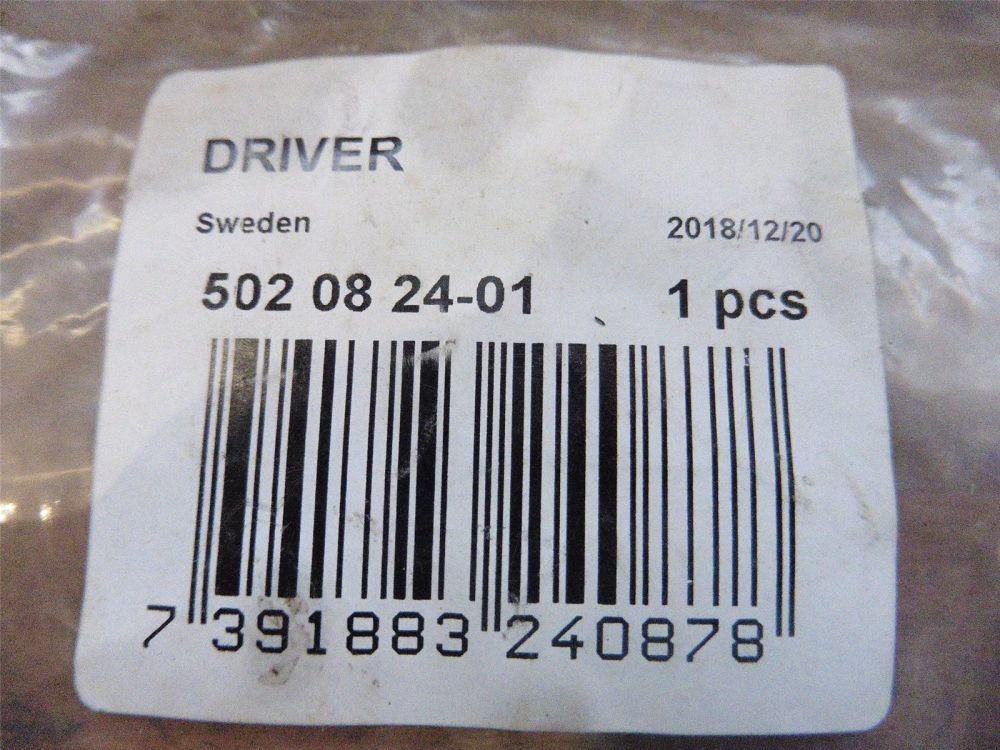 DRIVER
Sweden 2018/12/20
502 08 24-01 1 pcs
7 391883 240878